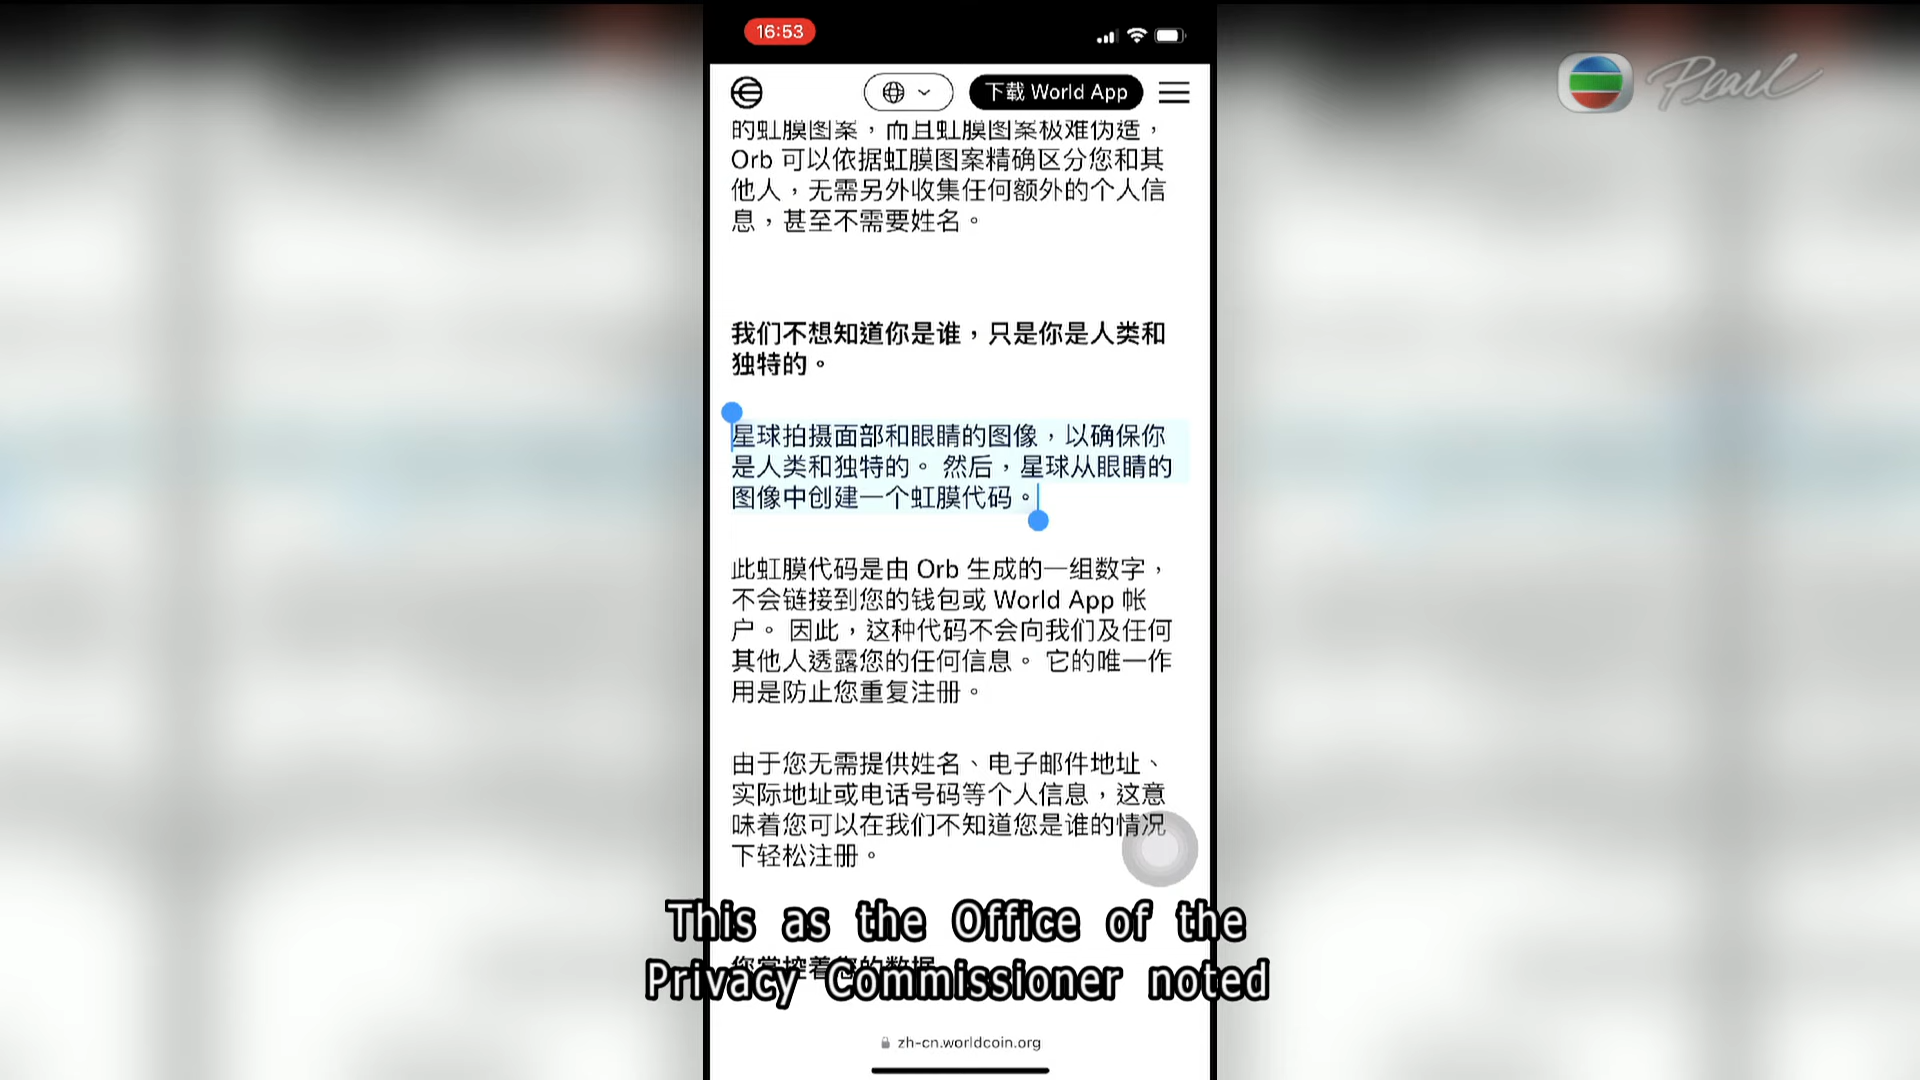 16:53
Pearl
下载 World App
的虹膜图案，而且虹膜图案极难伪造，
Orb 可以依据虹膜图案精确区分您和其
他人，无需另外收集任何额外的个人信
息，甚至不需要姓名。
我们不想知道你是谁，只是你是人类和
独特的。
星球拍摄面部和眼睛的图像，以确保你
是人类和独特的。 然后，星球从眼睛的
图像中创建一个虹膜代码。
此虹膜代码是由 Orb 生成的一组数字，
不会链接到您的钱包或 World App 帐
户。 因此，这种代码不会向我们及任何
其他人透露您的任何信息。 它的唯一作
用是防止您重复注册。
由于您无需提供姓名、电子邮件地址、
实际地址或电话号码等个人信息，这意
味着您可以在我们不知道您是谁的情况
下轻松注册。
This as the Office of the
您掌控着您的数据
Privacy Commissioner noted
zh-cn.worldcoin.org